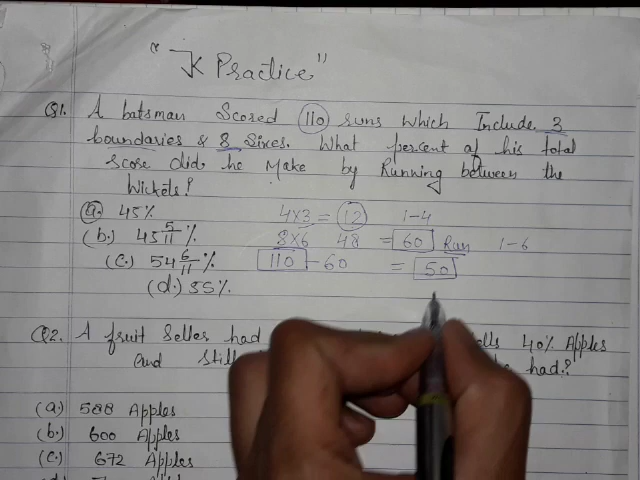 "JK Practice"
Q1. A batsman Scored 110 runs which Include 3
boundaries & 8 Sixes. What percent of his total
Score did he Make by Running between the
Wickets?
(a.) 45% 4x3 = 12 1-4
(b.) 45 5/11 %. 8x6 48 = 60 Run 1-6
(c.) 54 6/11 %. 110 - 60 = 50
(d.) 55%.
Q2. A fruit Seller had 40% Apples
and Still had?
(a.) 588 Apples
(b.) 600 Apples
(c.) 672 Apples